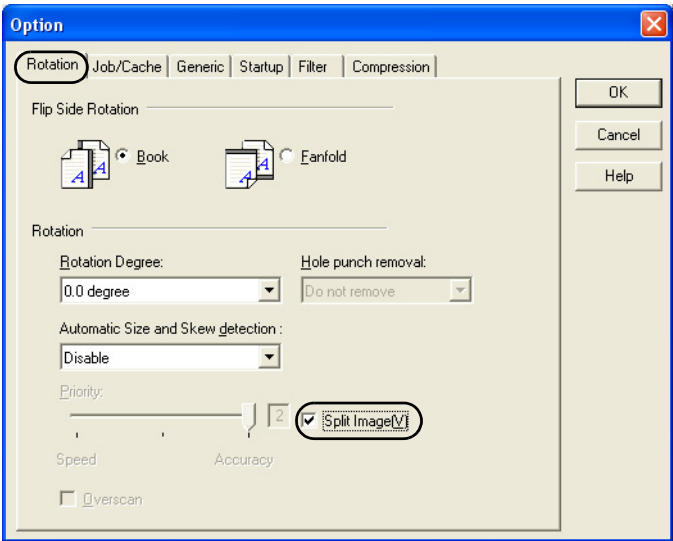 Option
Rotation Job/Cache Generic Startup Filter Compression
OK
Cancel
Help
Flip Side Rotation
A A Book A A Fanfold
Rotation
Rotation Degree: Hole punch removal:
0.0 degree Do not remove
Automatic Size and Skew detection :
Disable
Priority:
2 Split Image(V)
Speed Accuracy
Overscan